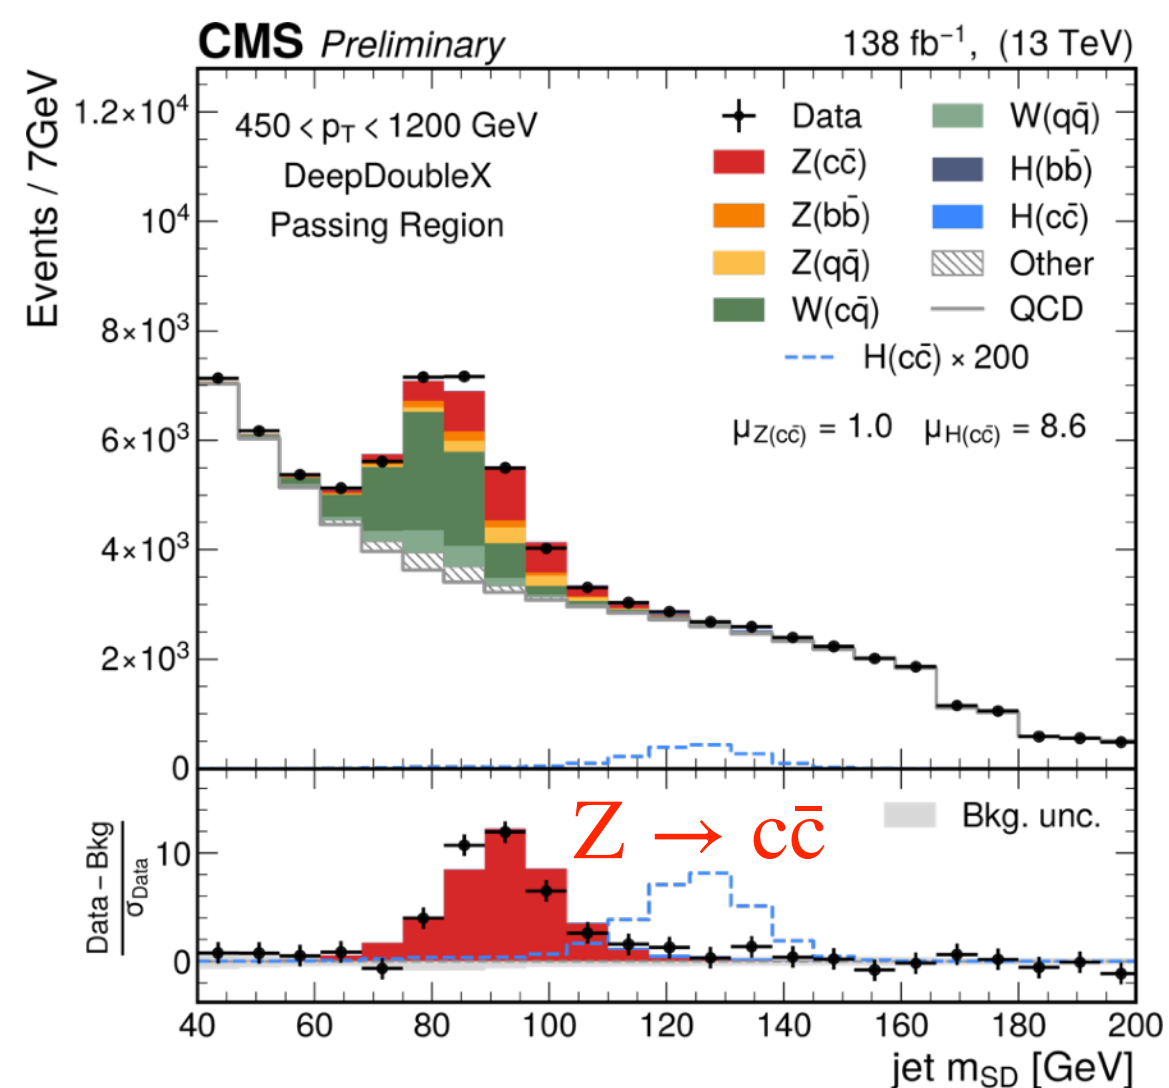 CMS Preliminary 138 fb⁻¹, (13 TeV)
Events / 7GeV
1.2×10⁴
10⁴
8×10³
6×10³
4×10³
2×10³
0
450 < p_T < 1200 GeV
DeepDoubleX
Passing Region
Data
Z(cc̄)
Z(bb̄)
Z(qq̄)
W(cq̄)
W(qq̄)
H(bb̄)
H(cc̄)
Other
QCD
H(cc̄) × 200
μ_Z(cc̄) = 1.0 μ_H(cc̄) = 8.6
Data − Bkg
σ_Data
10
0
Z → cc̄
Bkg. unc.
40 60 80 100 120 140 160 180 200
jet m_SD [GeV]